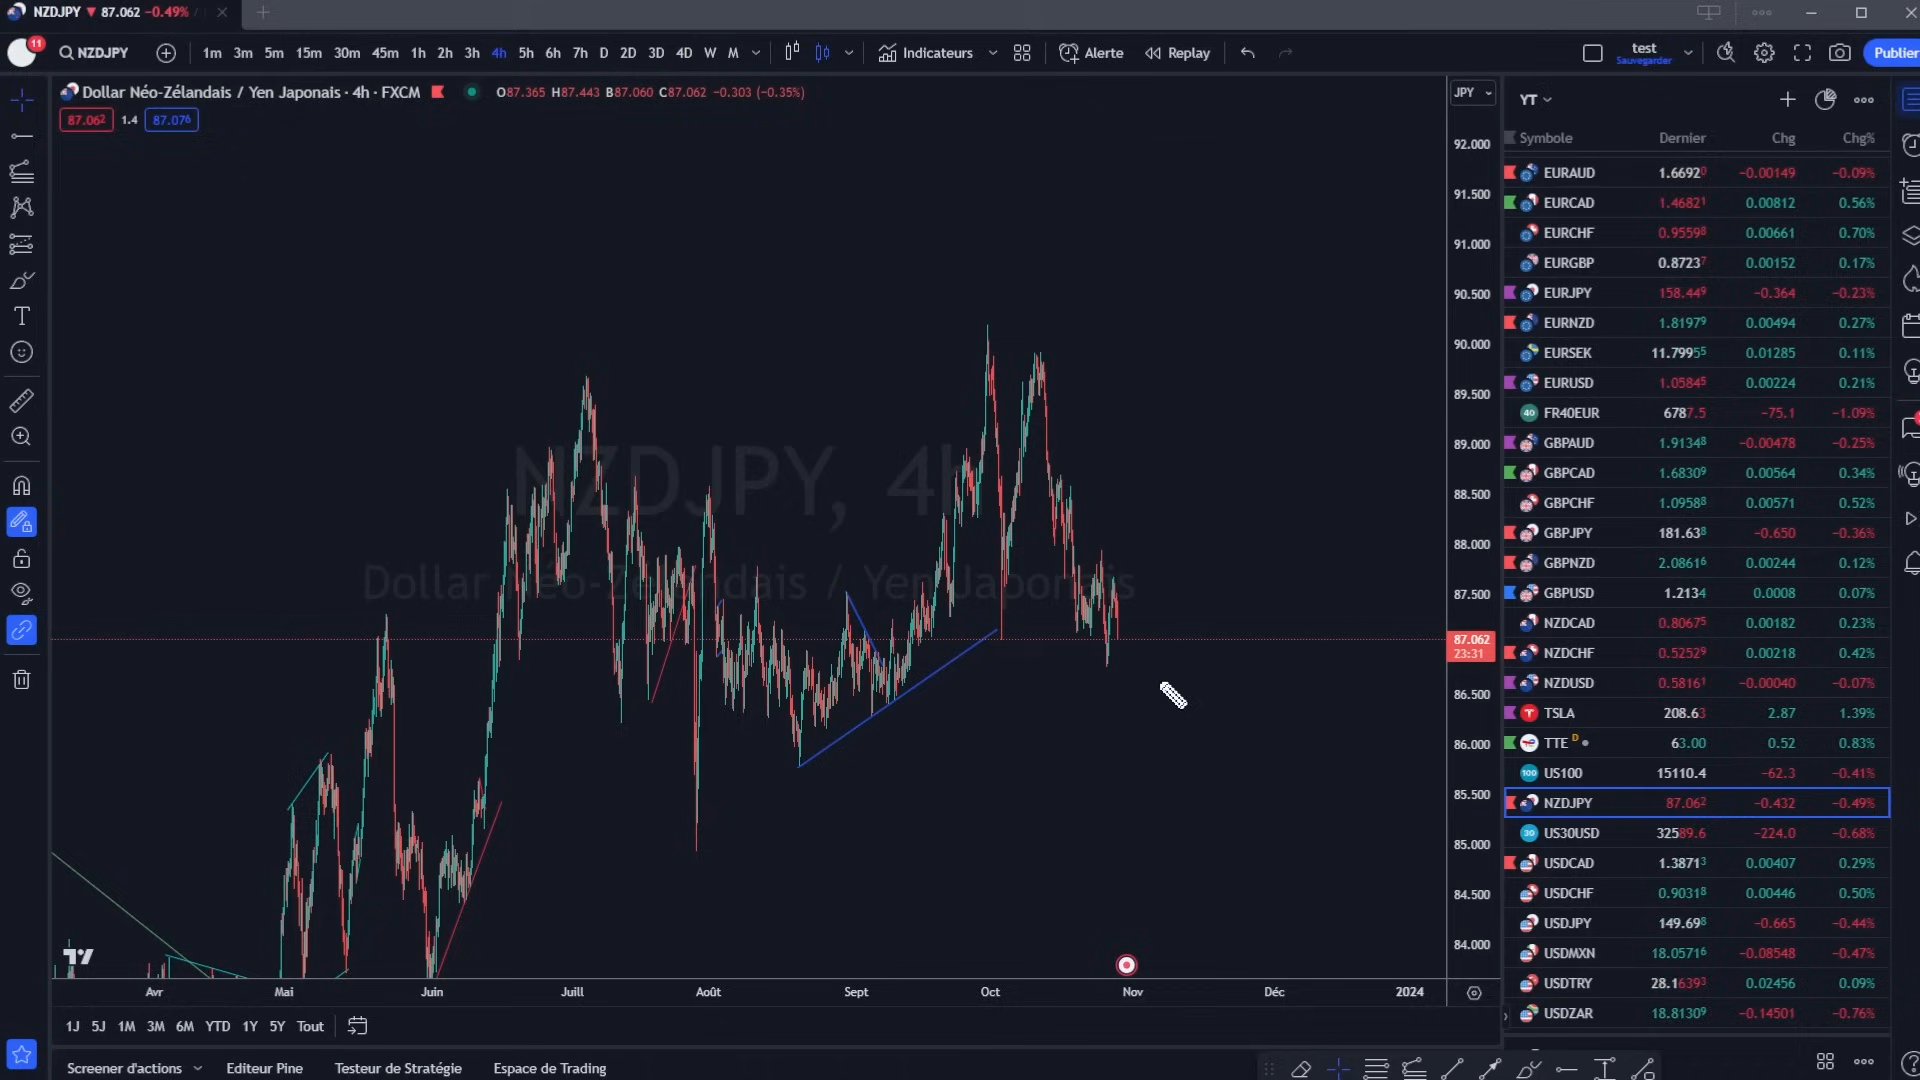 NZDJPY ▼ 87.062 −0.49% /
11
NZDJPY
1m 3m 5m 15m 30m 45m 1h 2h 3h 4h 5h 6h 7h D 2D 3D 4D W M
Indicateurs
Alerte
Replay
test
Sauvegarder
Publier
Dollar Néo-Zélandais / Yen Japonais · 4h · FXCM
O87.365 H87.443 B87.060 C87.062 −0.303 (−0.35%)
87.062 1.4 87.076
JPY
NZDJPY, 4h
Dollar Néo-Zélandais / Yen Japonais
92.000
91.500
91.000
90.500
90.000
89.500
89.000
88.500
88.000
87.500
87.062
23:31
86.500
86.000
85.500
85.000
84.500
84.000
Avr Mai Juin Juill Août Sept Oct Nov Déc 2024
1J 5J 1M 3M 6M YTD 1Y 5Y Tout
Screener d'actions Editeur Pine Testeur de Stratégie Espace de Trading
YT
Symbole Dernier Chg Chg%
EURAUD 1.66920 −0.00149 −0.09%
EURCAD 1.46821 0.00812 0.56%
EURCHF 0.95598 0.00661 0.70%
EURGBP 0.87237 0.00152 0.17%
EURJPY 158.449 −0.364 −0.23%
EURNZD 1.81979 0.00494 0.27%
EURSEK 11.79955 0.01285 0.11%
EURUSD 1.05845 0.00224 0.21%
40 FR40EUR 6787.5 −75.1 −1.09%
GBPAUD 1.91348 −0.00478 −0.25%
GBPCAD 1.68309 0.00564 0.34%
GBPCHF 1.09588 0.00571 0.52%
GBPJPY 181.638 −0.650 −0.36%
GBPNZD 2.08616 0.00244 0.12%
GBPUSD 1.2134 0.0008 0.07%
NZDCAD 0.80675 0.00182 0.23%
NZDCHF 0.52529 0.00218 0.42%
NZDUSD 0.58161 −0.00040 −0.07%
TSLA 208.63 2.87 1.39%
TTE D 63.00 0.52 0.83%
100 US100 15110.4 −62.3 −0.41%
NZDJPY 87.062 −0.432 −0.49%
30 US30USD 32589.6 −224.0 −0.68%
USDCAD 1.38713 0.00407 0.29%
USDCHF 0.90318 0.00446 0.50%
USDJPY 149.698 −0.665 −0.44%
USDMXN 18.05716 −0.08548 −0.47%
USDTRY 28.16393 0.02456 0.09%
USDZAR 18.81309 −0.14501 −0.76%